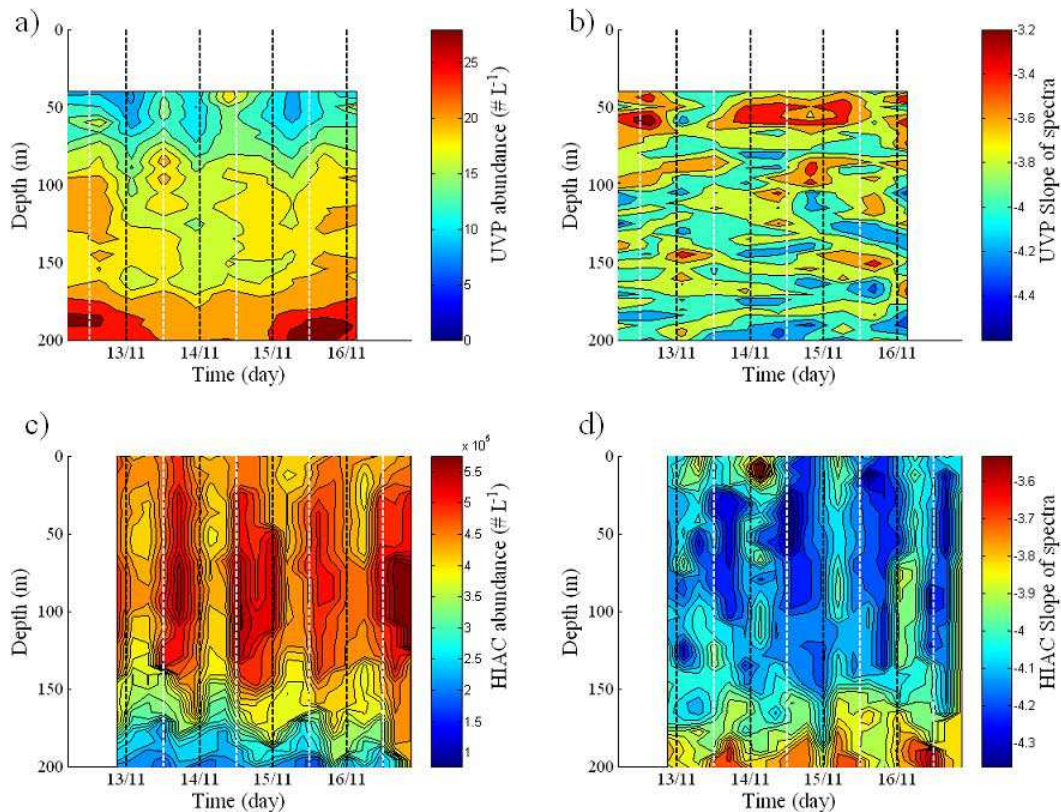 a)
0
50
100
150
200
Depth (m)
13/11 14/11 15/11 16/11
Time (day)
25
20
15
10
5
0
UVP abundance (# L-1)
b)
0
50
100
150
200
Depth (m)
13/11 14/11 15/11 16/11
Time (day)
-3.2
-3.4
-3.6
-3.8
-4
-4.2
-4.4
UVP Slope of spectra
c)
0
50
100
150
200
Depth (m)
13/11 14/11 15/11 16/11
Time (day)
5.5
5
4.5
4
3.5
3
2.5
2
1.5
1
HIAC abundance (# L-1)
d)
0
50
100
150
200
Depth (m)
13/11 14/11 15/11 16/11
Time (day)
-3.6
-3.7
-3.8
-3.9
-4
-4.1
-4.2
-4.3
HIAC Slope of spectra